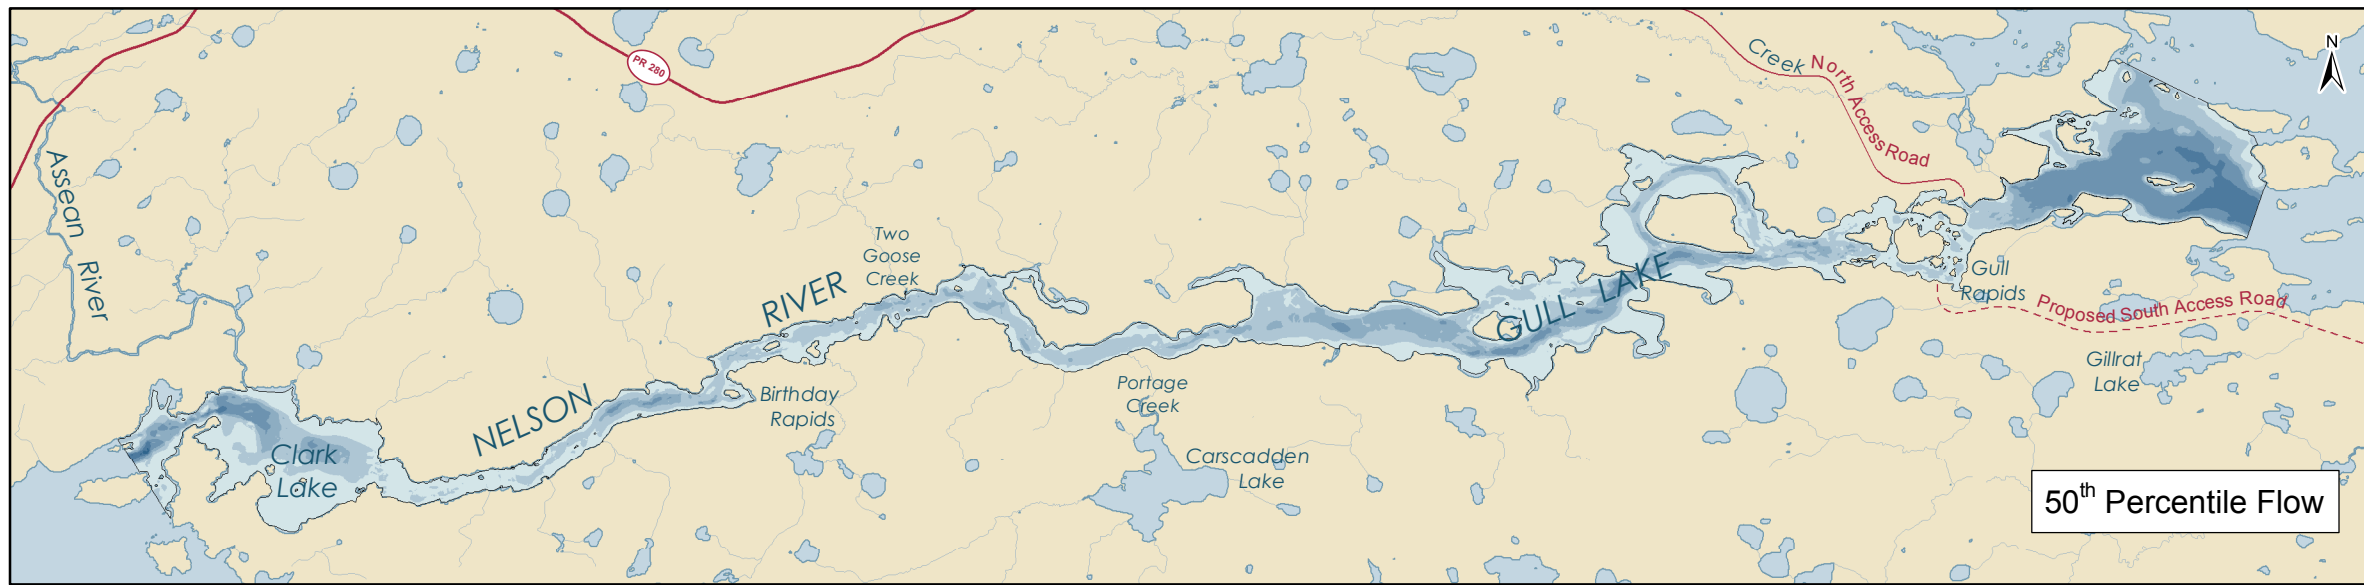 PR 280
Creek
North Access Road
N
Assean
River
Two
Goose
Creek
RIVER
GULL LAKE
Gull
Rapids
Proposed South Access Road
Gillrat
Lake
NELSON
Birthday
Rapids
Portage
Creek
Clark
Lake
Carscadden
Lake
50th Percentile Flow